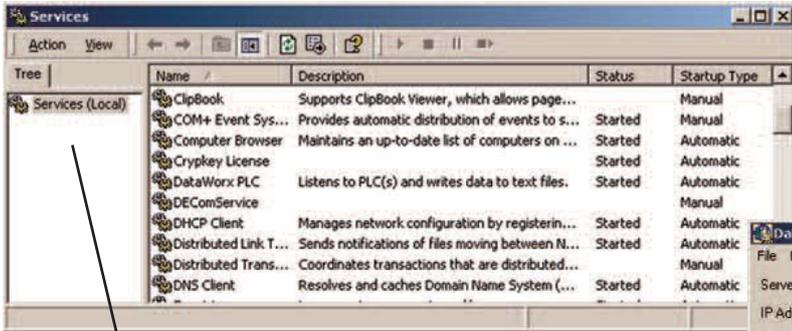 Services
Action View
Tree
Name Description Status Startup Type
Services (Local)
ClipBook Supports ClipBook Viewer, which allows page... Manual
COM+ Event Sys... Provides automatic distribution of events to s... Started Manual
Computer Browser Maintains an up-to-date list of computers on ... Started Automatic
Crypkey License Started Automatic
DataWorx PLC Listens to PLC(s) and writes data to text files. Started Automatic
DEComService Manual
DHCP Client Manages network configuration by registerin... Started Automatic
Distributed Link T... Sends notifications of files moving between N... Started Automatic
Distributed Trans... Coordinates transactions that are distributed... Manual
DNS Client Resolves and caches Domain Name System (... Started Automatic
Da
File
Serve
IP Ad